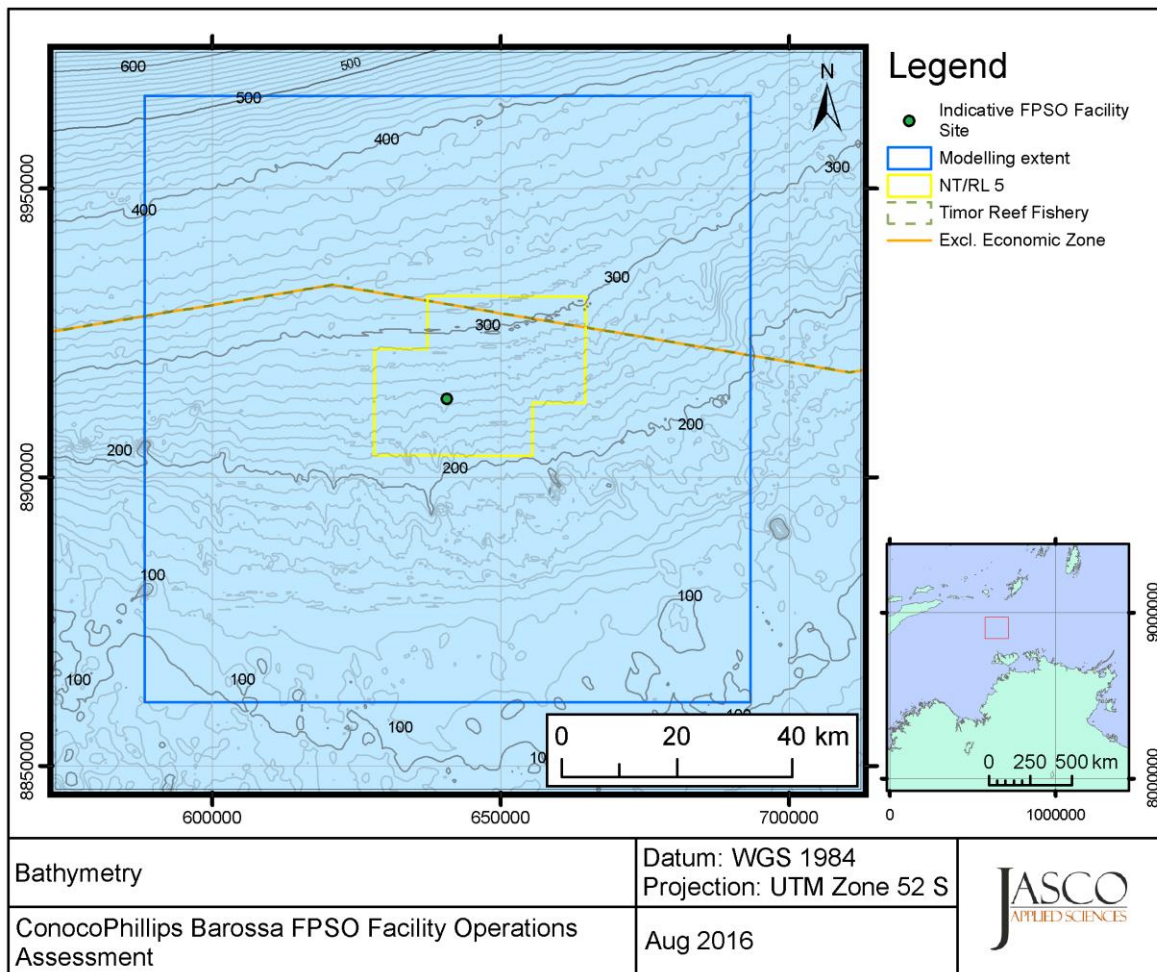 600
500
500
400
400
300
300
300
200
200
200
100
100
100
100
100
100
10
8950000
8900000
8850000
600000
650000
700000
0 20 40 km
Legend
N
Indicative FPSO Facility
Site
Modelling extent
NT/RL 5
Timor Reef Fishery
Excl. Economic Zone
9000000
8000000
0 250 500 km
0
1000000
Bathymetry
Datum: WGS 1984
Projection: UTM Zone 52 S
ConocoPhillips Barossa FPSO Facility Operations
Assessment
Aug 2016
JASCO
APPLIED SCIENCES